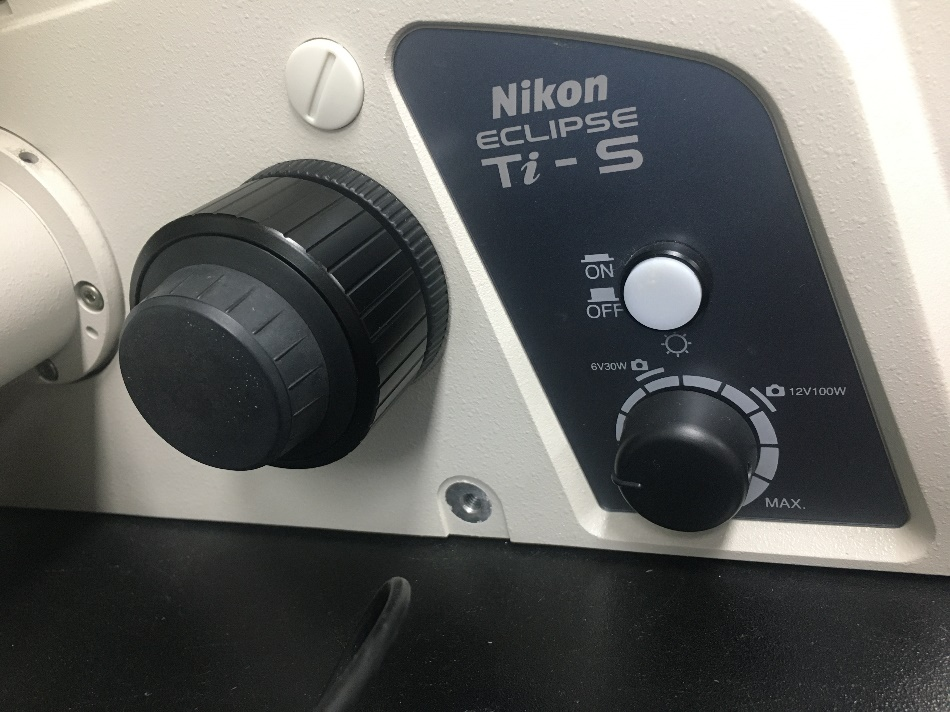 Nikon
ECLIPSE
Ti-S
ON
OFF
6V30W
12V100W
MAX.